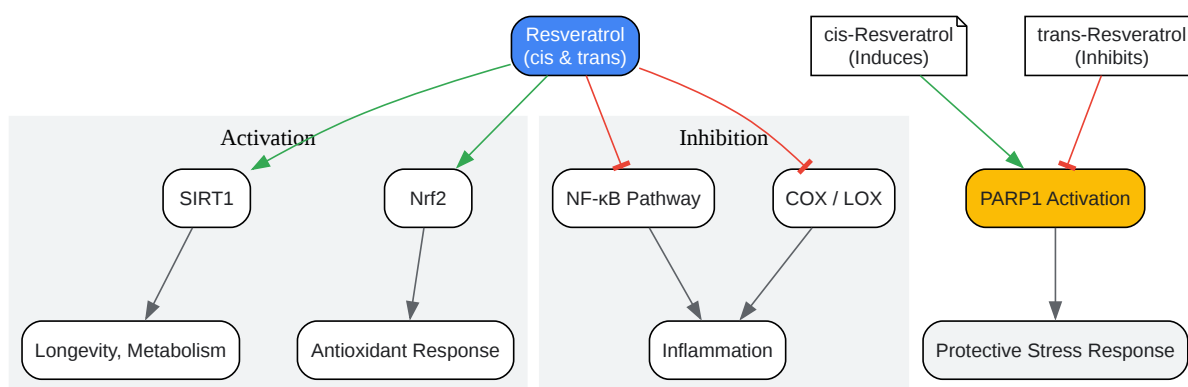 Resveratrol
(cis & trans)
cis-Resveratrol
(Induces)
trans-Resveratrol
(Inhibits)
Activation
Inhibition
SIRT1
Nrf2
NF-κB Pathway
COX / LOX
PARP1 Activation
Longevity, Metabolism
Antioxidant Response
Inflammation
Protective Stress Response